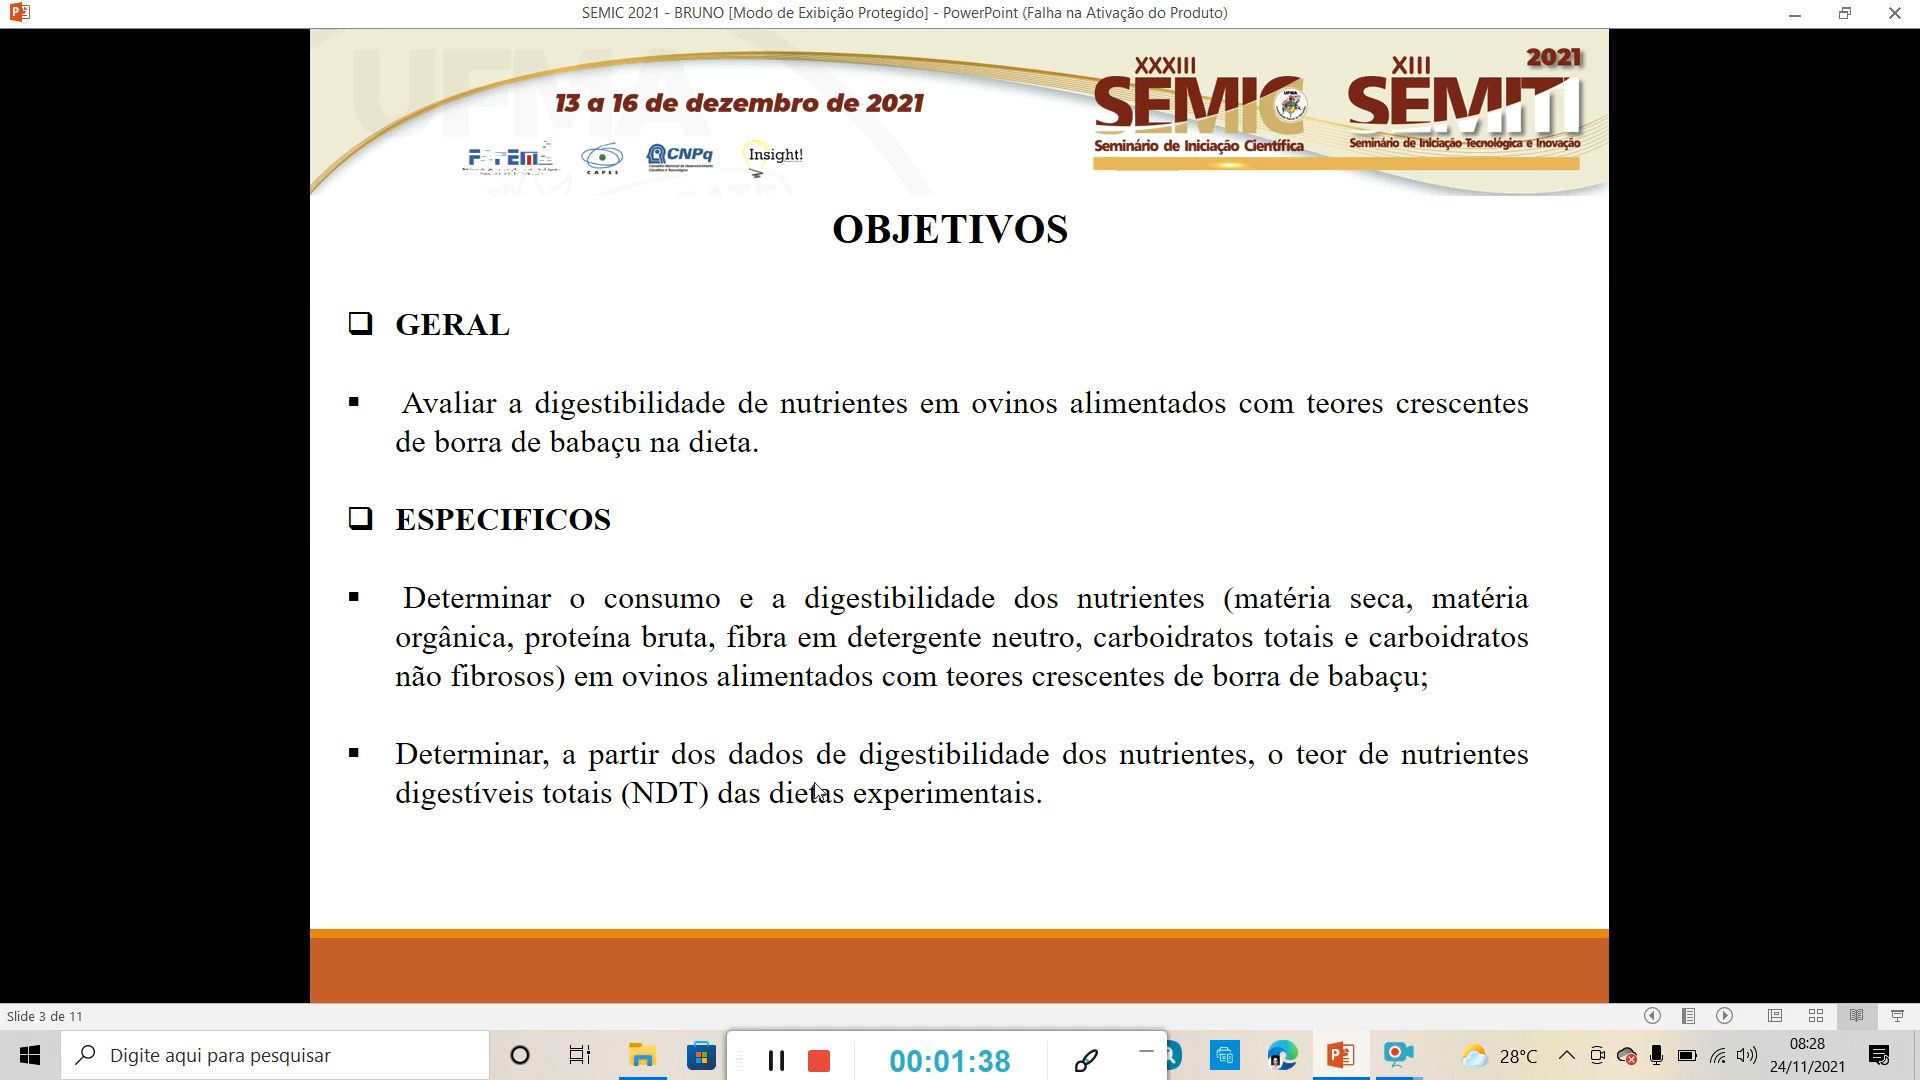 SEMIC 2021 - BRUNO [Modo de Exibição Protegido] - PowerPoint (Falha na Ativação do Produto)
UFMA
13 a 16 de dezembro de 2021
XXXIII
SEMIC
Seminário de Iniciação Científica
2021
XIII
SEMITI
Seminário de Iniciação Tecnológica e Inovação
FAPEMA
CAPES
CNPq
Insight!
OBJETIVOS
GERAL
Avaliar a digestibilidade de nutrientes em ovinos alimentados com teores crescentes
de borra de babaçu na dieta.
ESPECIFICOS
Determinar o consumo e a digestibilidade dos nutrientes (matéria seca, matéria
orgânica, proteína bruta, fibra em detergente neutro, carboidratos totais e carboidratos
não fibrosos) em ovinos alimentados com teores crescentes de borra de babaçu;
Determinar, a partir dos dados de digestibilidade dos nutrientes, o teor de nutrientes
digestíveis totais (NDT) das dietas experimentais.
Slide 3 de 11
Digite aqui para pesquisar
00:01:38
28°C
08:28
24/11/2021